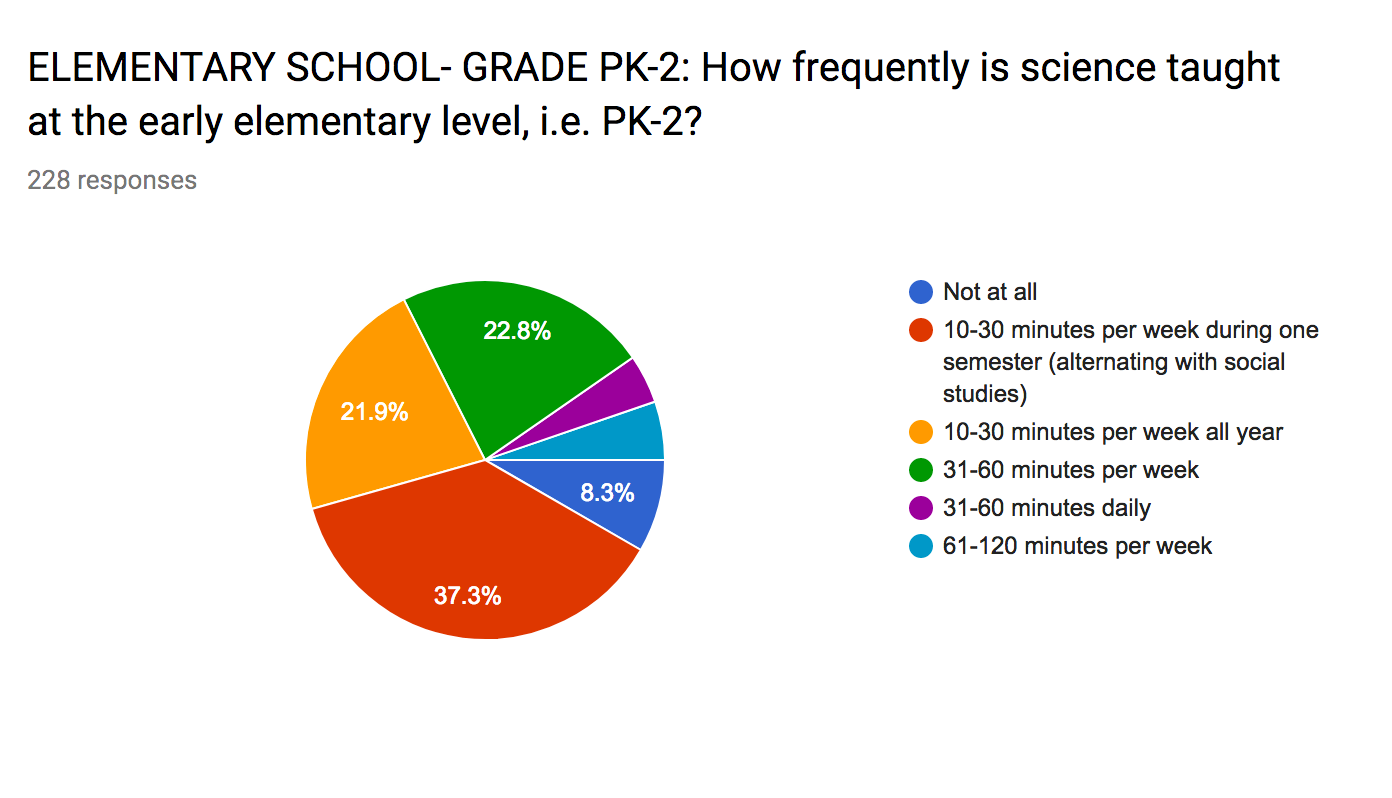 ELEMENTARY SCHOOL- GRADE PK-2: How frequently is science taught
at the early elementary level, i.e. PK-2?
228 responses
22.8%
21.9%
8.3%
37.3%
Not at all
10-30 minutes per week during one
semester (alternating with social
studies)
10-30 minutes per week all year
31-60 minutes per week
31-60 minutes daily
61-120 minutes per week